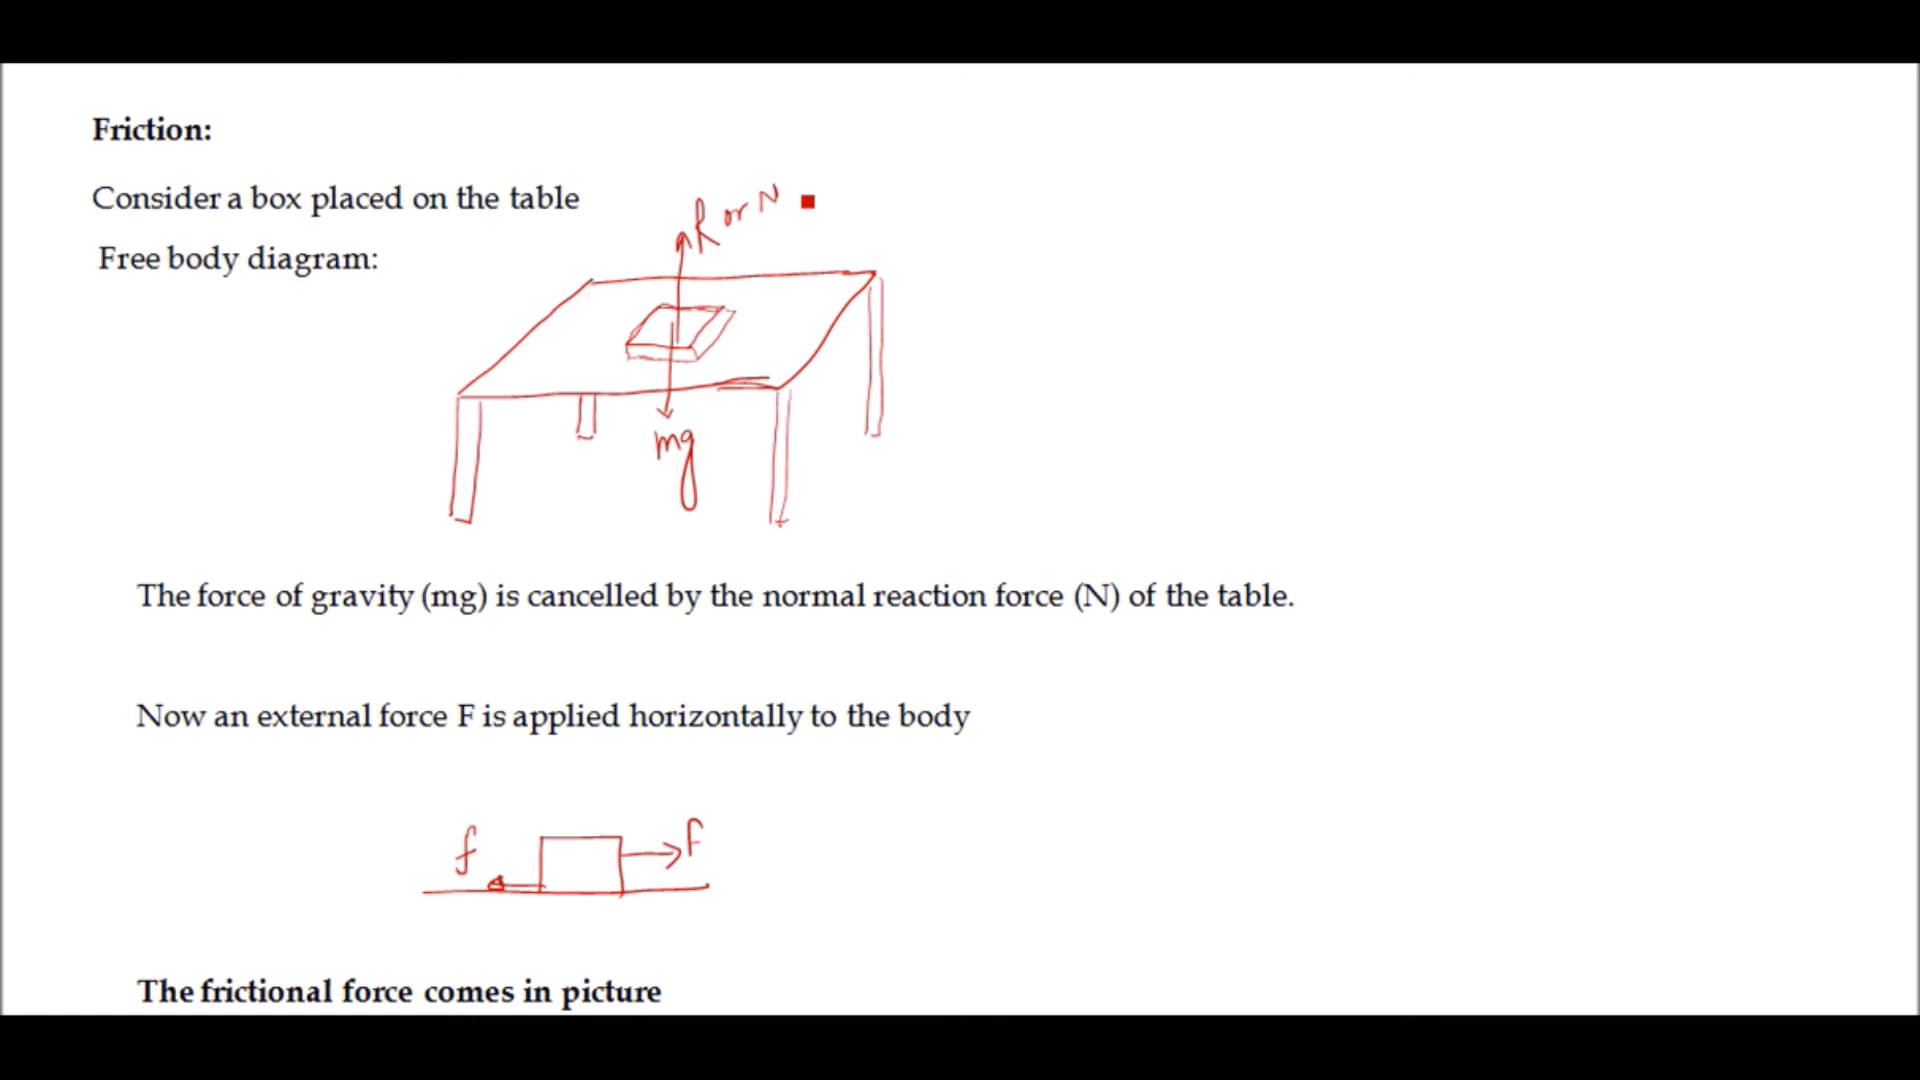 Friction:
Consider a box placed on the table
R or N
Free body diagram:
mg
The force of gravity (mg) is cancelled by the normal reaction force (N) of the table.
Now an external force F is applied horizontally to the body
f F
The frictional force comes in picture